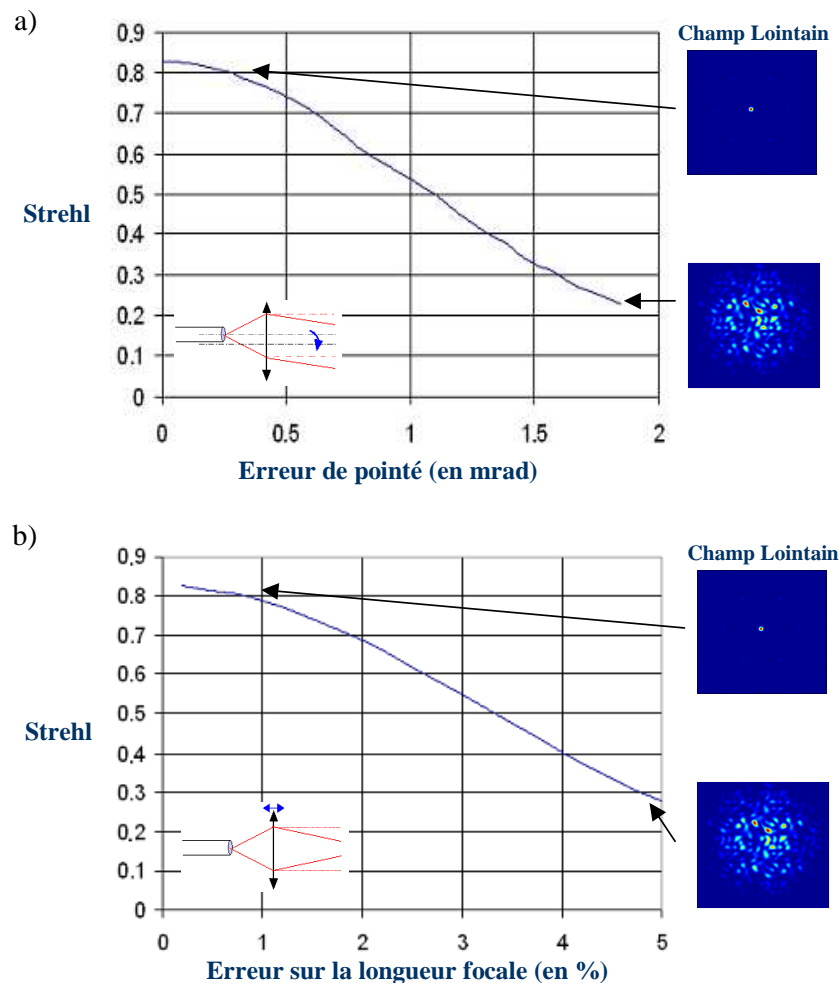 a)
Champ Lointain
0.9
0.8
0.7
0.6
0.5
0.4
0.3
0.2
0.1
0
Strehl
0 0.5 1 1.5 2
Erreur de pointé (en mrad)
b)
Champ Lointain
0.9
0.8
0.7
0.6
0.5
0.4
0.3
0.2
0.1
0
Strehl
0 1 2 3 4 5
Erreur sur la longueur focale (en %)